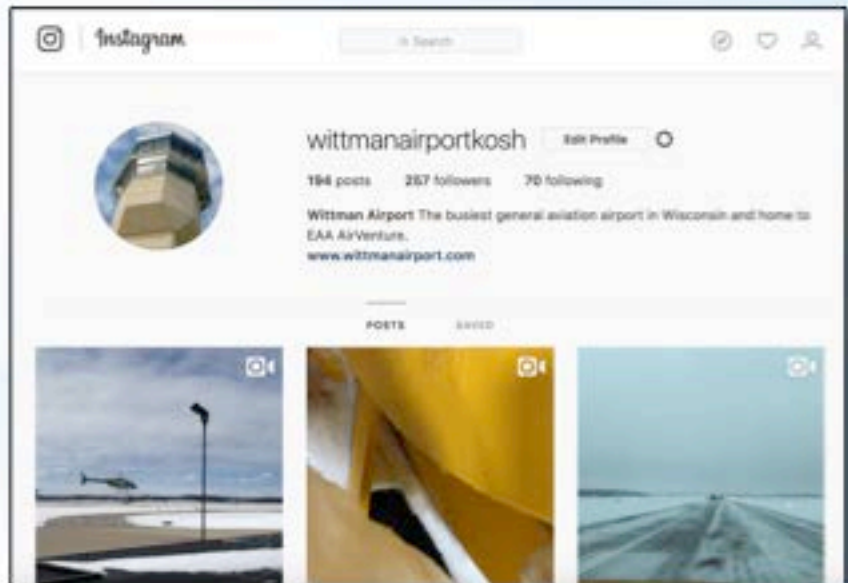 Instagram
Search
wittmanairportkosh Edit Profile
194 posts 257 followers 70 following
Wittman Airport The busiest general aviation airport in Wisconsin and home to
EAA AirVenture.
www.wittmanairport.com
POSTS SAVED